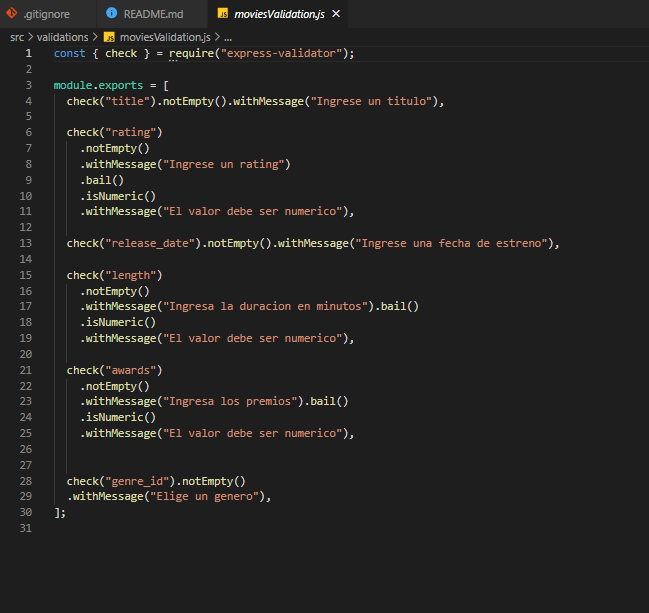 .gitignore README.md JS moviesValidation.js ×
src > validations > JS moviesValidation.js > ...
1 const { check } = require("express-validator");
2
3 module.exports = [
4 check("title").notEmpty().withMessage("Ingrese un titulo"),
5
6 check("rating")
7 .notEmpty()
8 .withMessage("Ingrese un rating")
9 .bail()
10 .isNumeric()
11 .withMessage("El valor debe ser numerico"),
12
13 check("release_date").notEmpty().withMessage("Ingrese una fecha de estreno"),
14
15 check("length")
16 .notEmpty()
17 .withMessage("Ingresa la duracion en minutos").bail()
18 .isNumeric()
19 .withMessage("El valor debe ser numerico"),
20
21 check("awards")
22 .notEmpty()
23 .withMessage("Ingresa los premios").bail()
24 .isNumeric()
25 .withMessage("El valor debe ser numerico"),
26
27
28 check("genre_id").notEmpty()
29 .withMessage("Elige un genero"),
30 ];
31